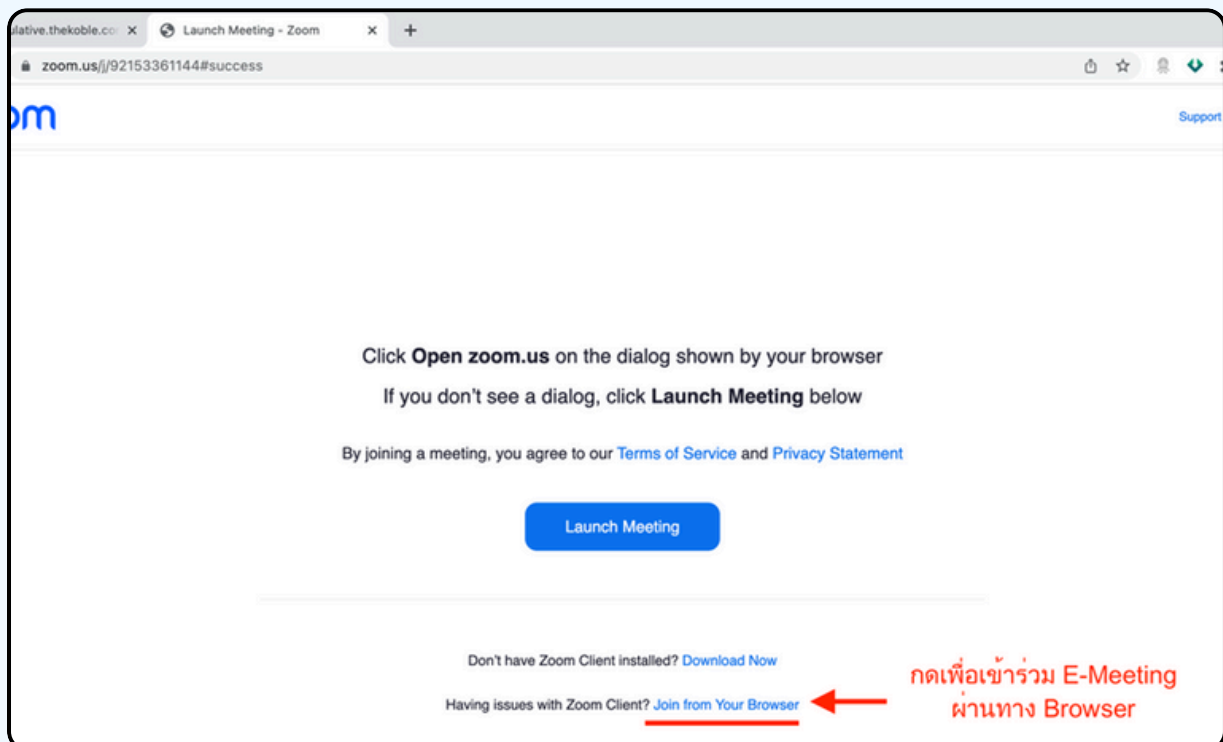 ulative.thekoble.co
Launch Meeting - Zoom
zoom.us/j/92153361144#success
om
Support
Click Open zoom.us on the dialog shown by your browser
If you don't see a dialog, click Launch Meeting below
By joining a meeting, you agree to our Terms of Service and Privacy Statement
Launch Meeting
Don't have Zoom Client installed? Download Now
Having issues with Zoom Client? Join from Your Browser
กดเพื่อเข้าร่วม E-Meeting
ผ่านทาง Browser